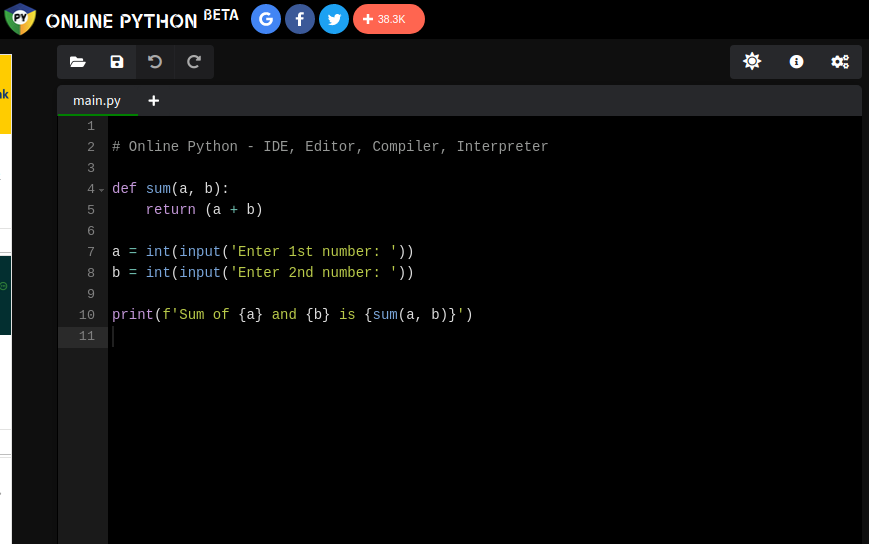 PY ONLINE PYTHON BETA G f + 38.3K
nk
main.py +
1
2 # Online Python - IDE, Editor, Compiler, Interpreter
3
4 def sum(a, b):
5     return (a + b)
6
7 a = int(input('Enter 1st number: '))
8 b = int(input('Enter 2nd number: '))
9
10 print(f'Sum of {a} and {b} is {sum(a, b)}')
11